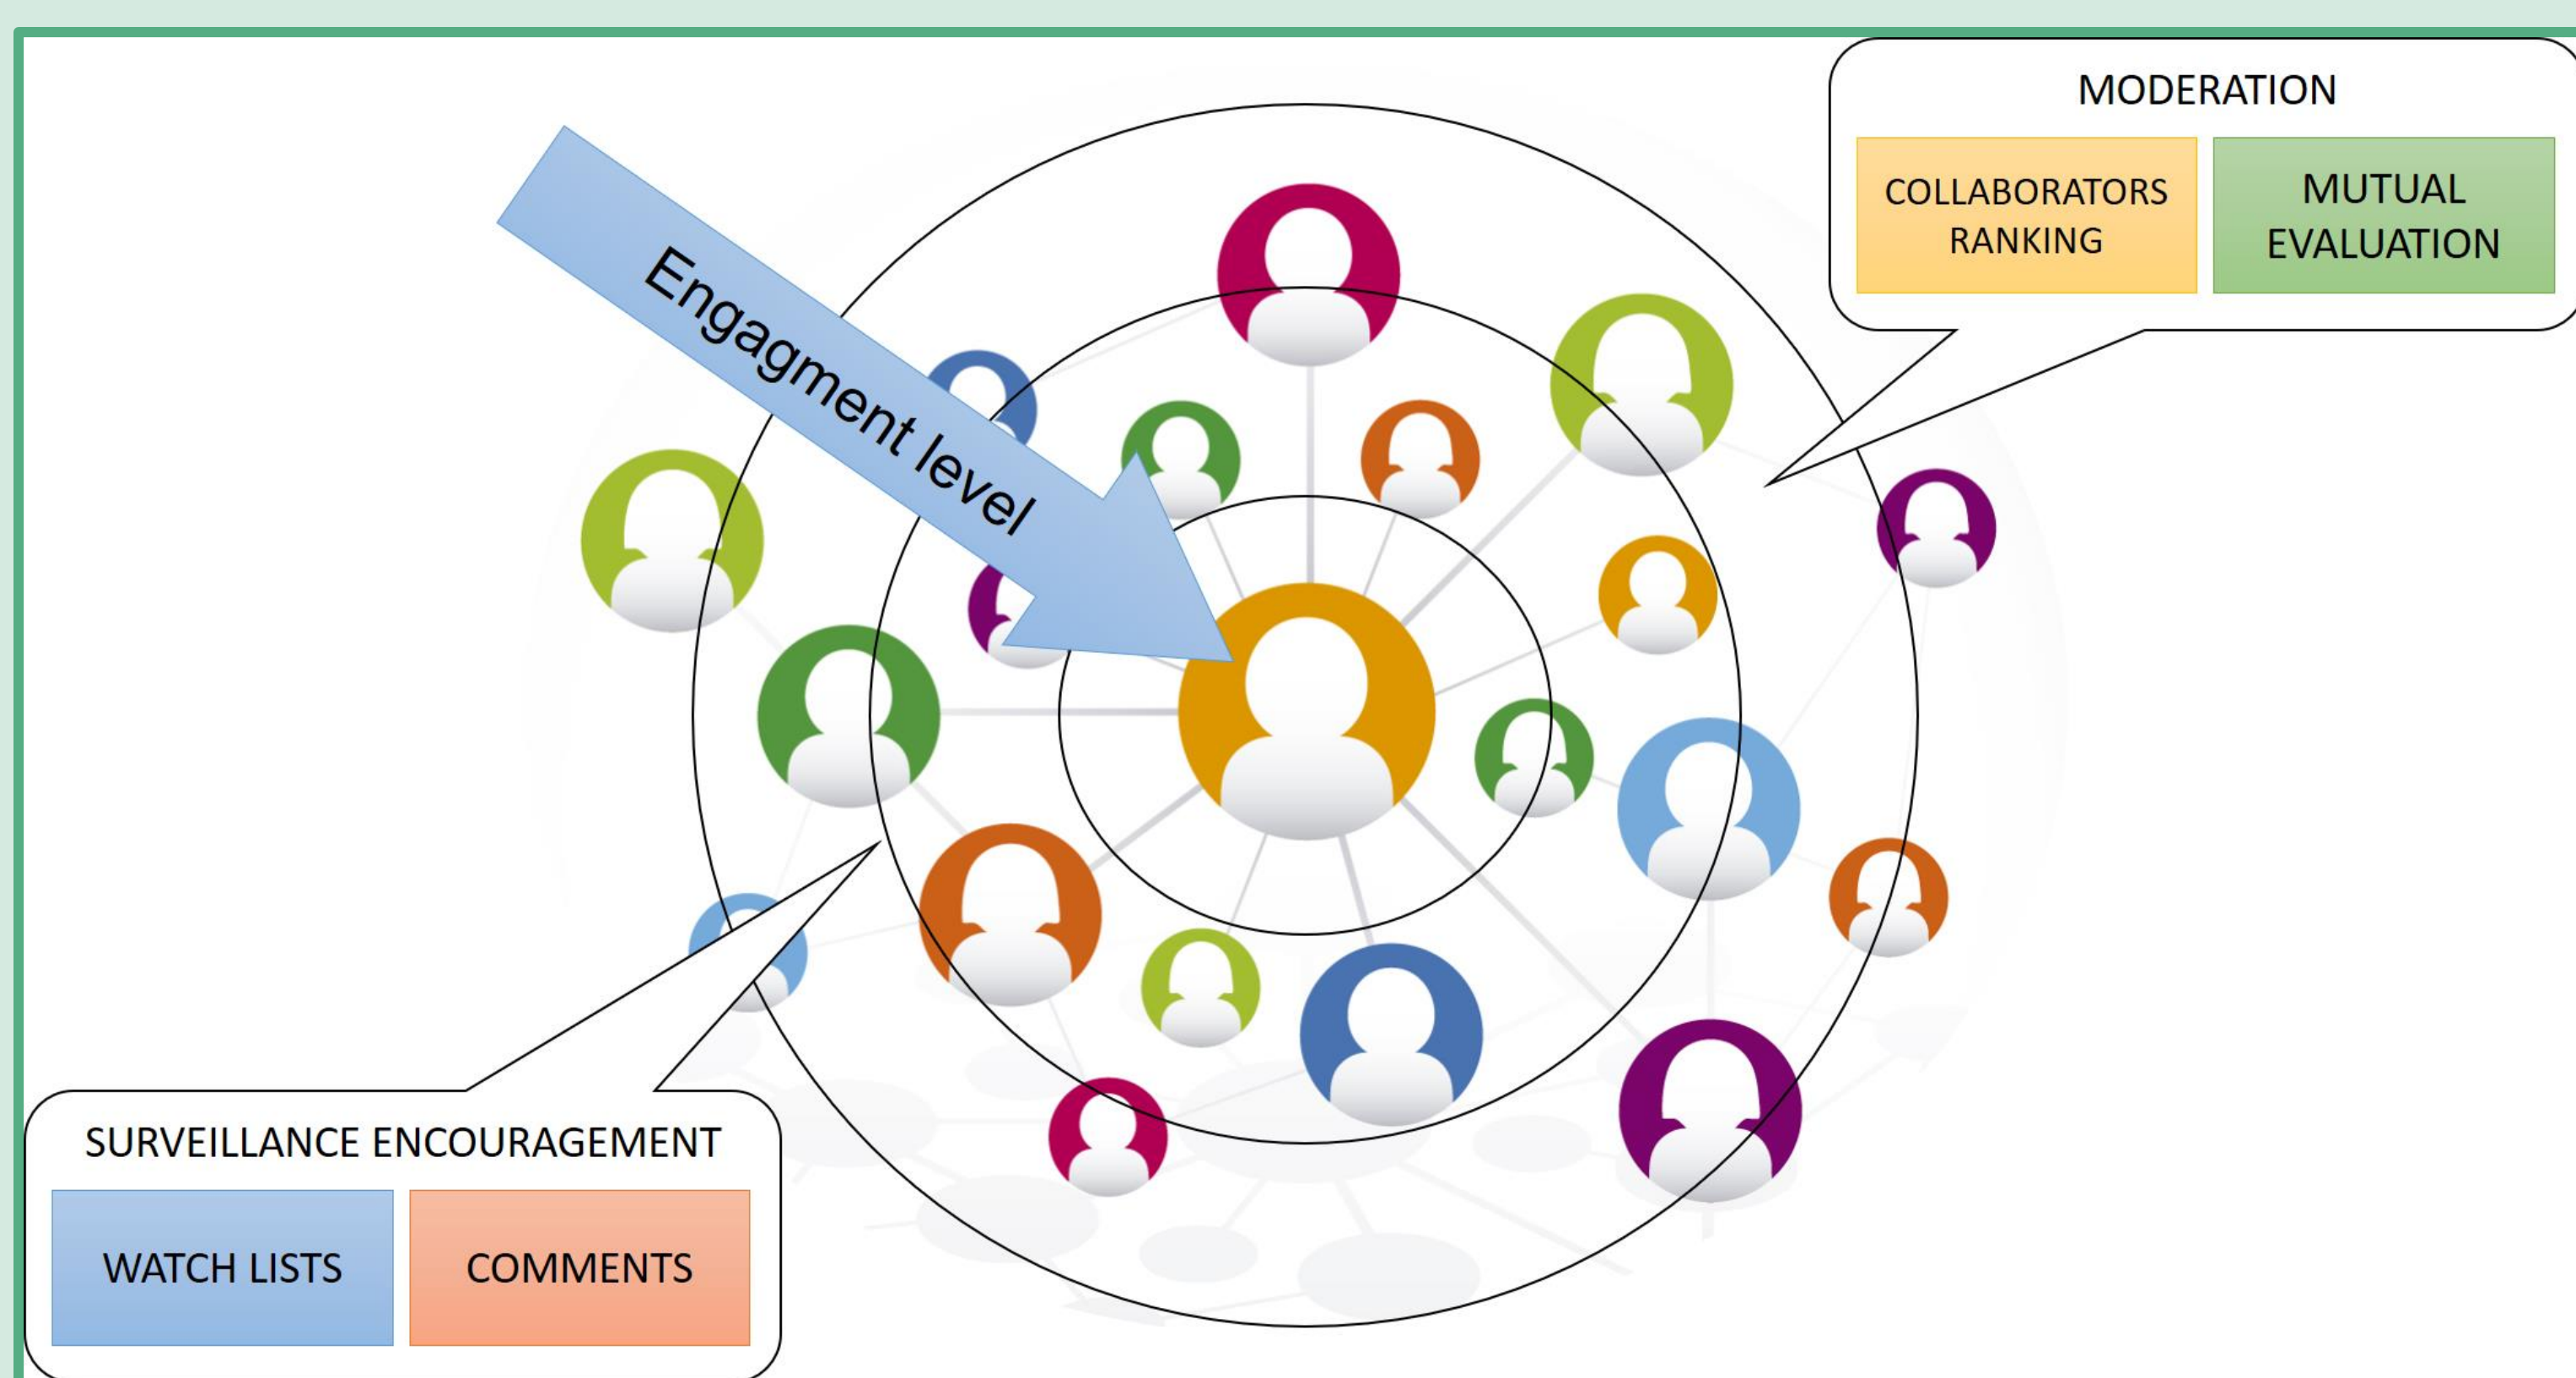 MODERATION
COLLABORATORS
RANKING
MUTUAL
EVALUATION
Engagment level
SURVEILLANCE ENCOURAGEMENT
WATCH LISTS
COMMENTS